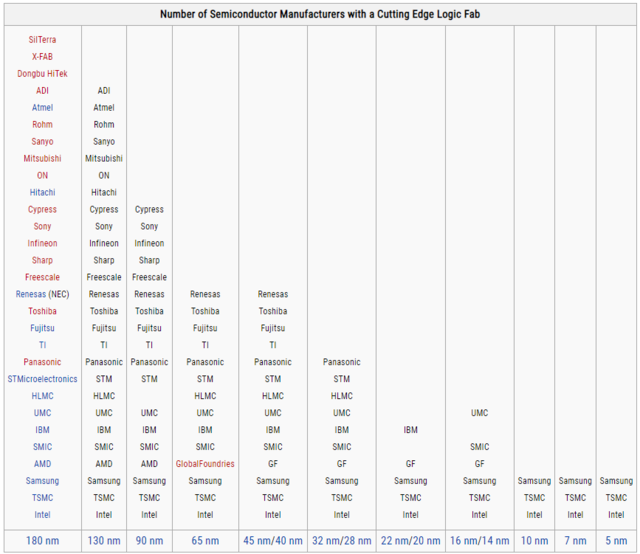 Number of Semiconductor Manufacturers with a Cutting Edge Logic Fab
SilTerra
X-FAB
Dongbu HiTek
ADI ADI
Atmel Atmel
Rohm Rohm
Sanyo Sanyo
Mitsubishi Mitsubishi
ON ON
Hitachi Hitachi
Cypress Cypress Cypress
Sony Sony Sony
Infineon Infineon Infineon
Sharp Sharp Sharp
Freescale Freescale Freescale
Renesas (NEC) Renesas Renesas Renesas Renesas
Toshiba Toshiba Toshiba Toshiba Toshiba
Fujitsu Fujitsu Fujitsu Fujitsu Fujitsu
TI TI TI TI TI
Panasonic Panasonic Panasonic Panasonic Panasonic Panasonic
STMicroelectronics STM STM STM STM STM
HLMC HLMC HLMC HLMC HLMC
UMC UMC UMC UMC UMC UMC UMC
IBM IBM IBM IBM IBM IBM IBM
SMIC SMIC SMIC SMIC SMIC SMIC SMIC
AMD AMD AMD GlobalFoundries GF GF GF GF
Samsung Samsung Samsung Samsung Samsung Samsung Samsung Samsung Samsung Samsung Samsung
TSMC TSMC TSMC TSMC TSMC TSMC TSMC TSMC TSMC TSMC TSMC
Intel Intel Intel Intel Intel Intel Intel Intel Intel Intel Intel
180 nm 130 nm 90 nm 65 nm 45 nm/40 nm 32 nm/28 nm 22 nm/20 nm 16 nm/14 nm 10 nm 7 nm 5 nm